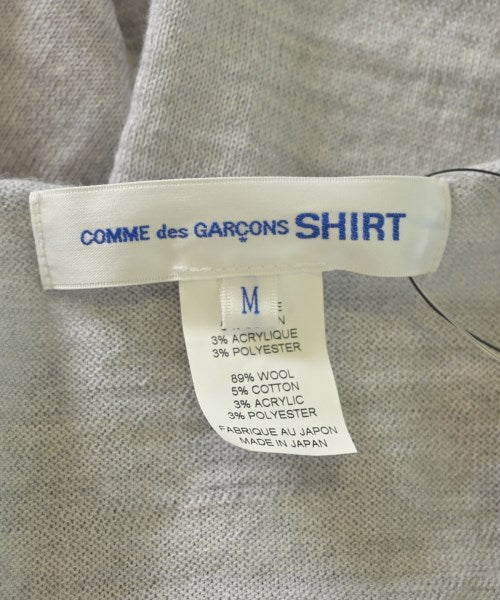 COMME des GARÇONS SHIRT
M
3% ACRYLIQUE
3% POLYESTER
89% WOOL
5% COTTON
3% ACRYLIC
3% POLYESTER
FABRIQUE AU JAPON
MADE IN JAPAN